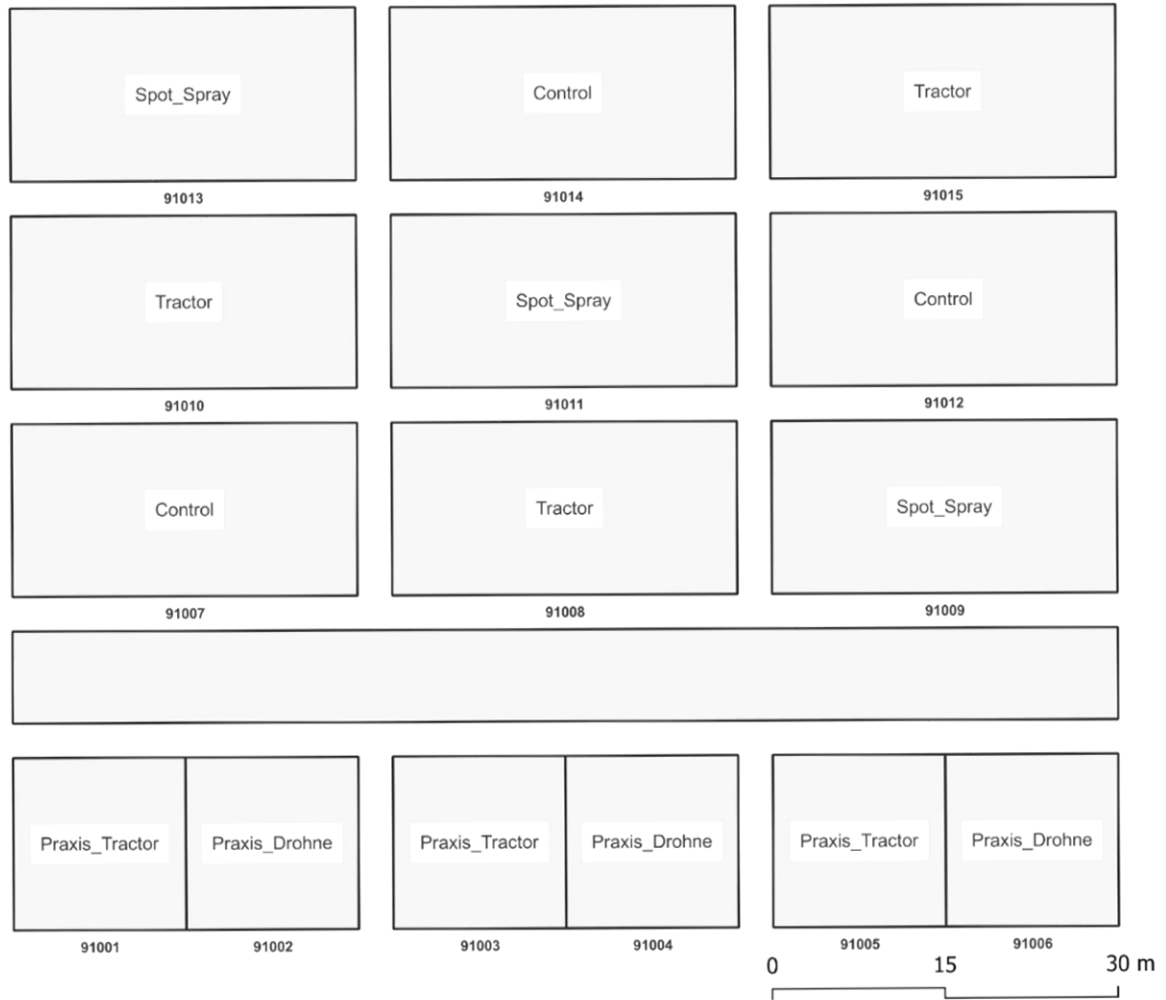 Spot_Spray Control Tractor
91013 91014 91015
Tractor Spot_Spray Control
91010 91011 91012
Control Tractor Spot_Spray
91007 91008 91009
Praxis_Tractor Praxis_Drohne Praxis_Tractor Praxis_Drohne Praxis_Tractor Praxis_Drohne
91001 91002 91003 91004 91005 91006
0 15 30 m